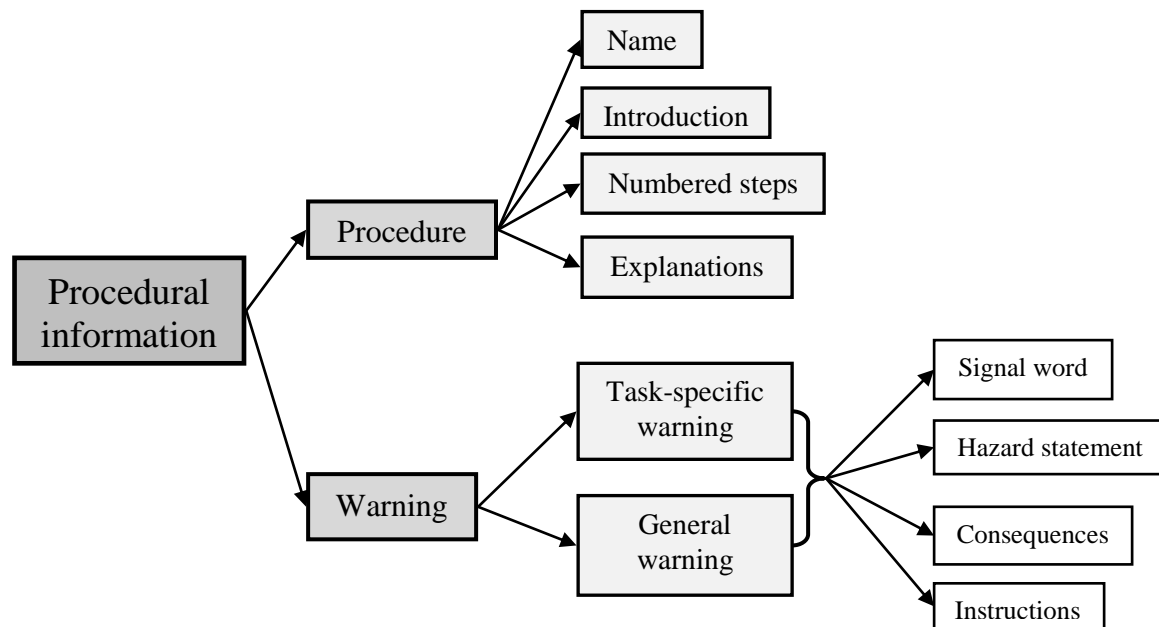 Name
Introduction
Numbered steps
Explanations
Procedure
Procedural
information
Warning
Task-specific
warning
General
warning
Signal word
Hazard statement
Consequences
Instructions